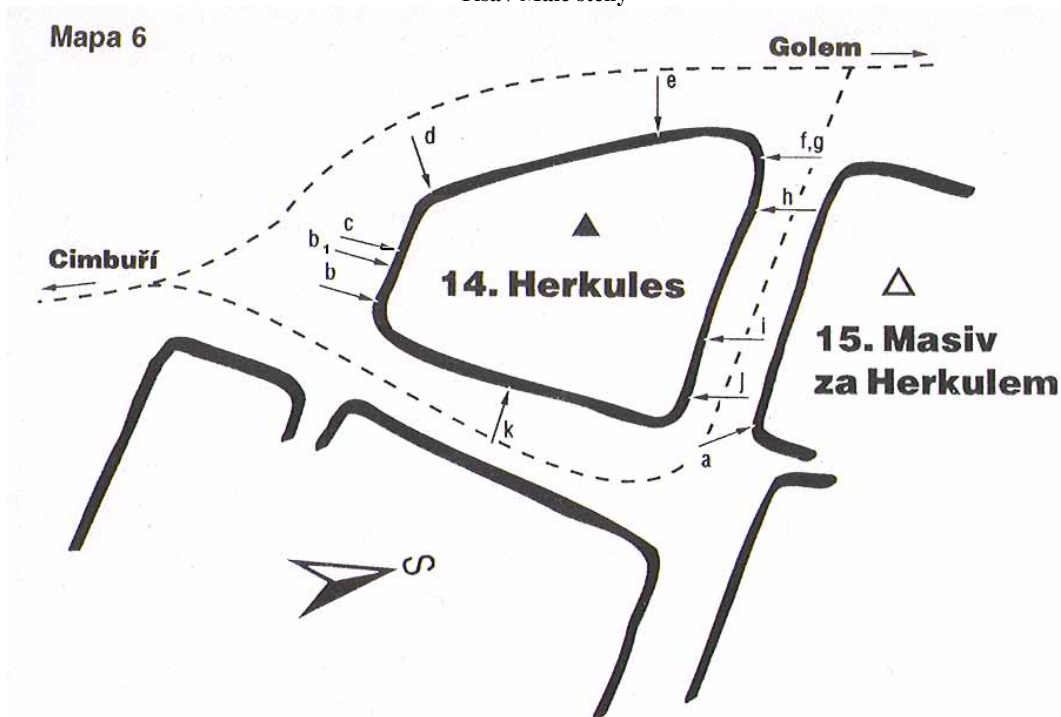 Mapa 6
Golem
e
d
f,g
h
c
b₁
b
Cimbuří
14. Herkules
i
15. Masiv
za Herkulem
j
k
a
S